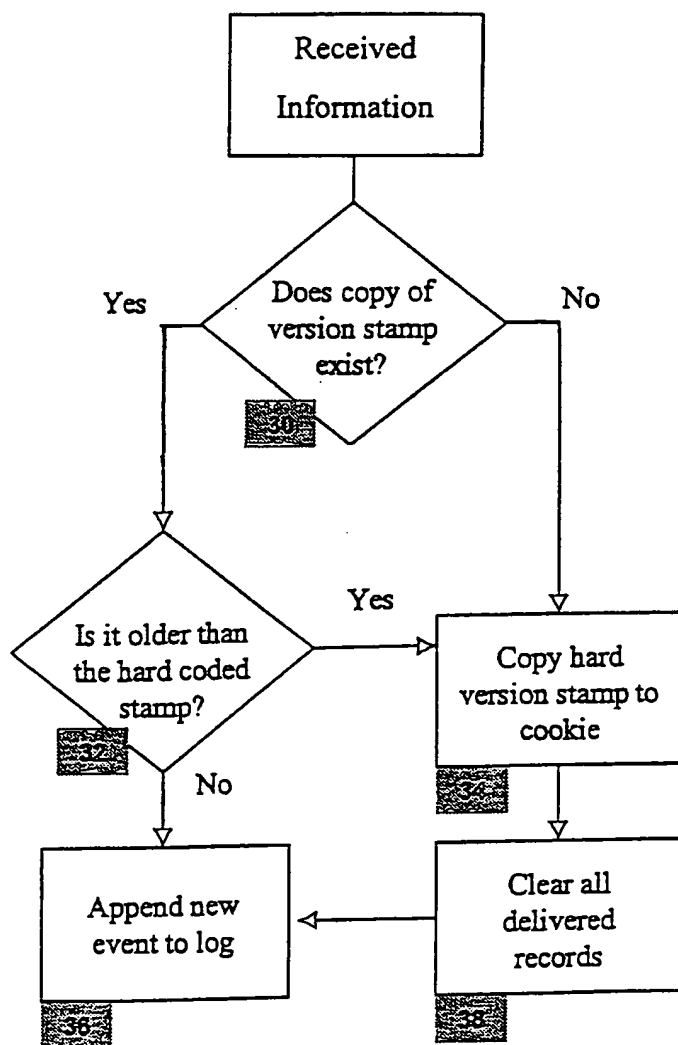 Received
Information
Yes
Does copy of
version stamp
exist?
No
30
Yes
Is it older than
the hard coded
stamp?
32
Copy hard
version stamp to
cookie
34
No
Append new
event to log
36
Clear all
delivered
records
38